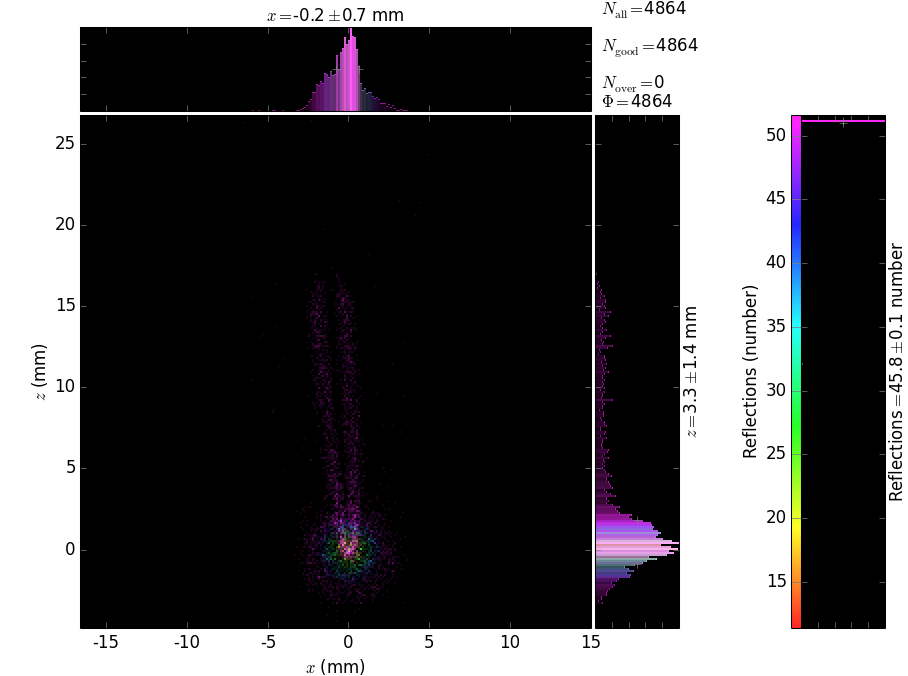 x=-0.2±0.7 mm
N_all=4864
N_good=4864
N_over=0
Φ=4864
25
20
15
10
5
0
z (mm)
-15
-10
-5
0
5
10
15
x (mm)
z=3.3±1.4 mm
50
45
40
35
30
25
20
15
Reflections (number)
Reflections=45.8±0.1 number